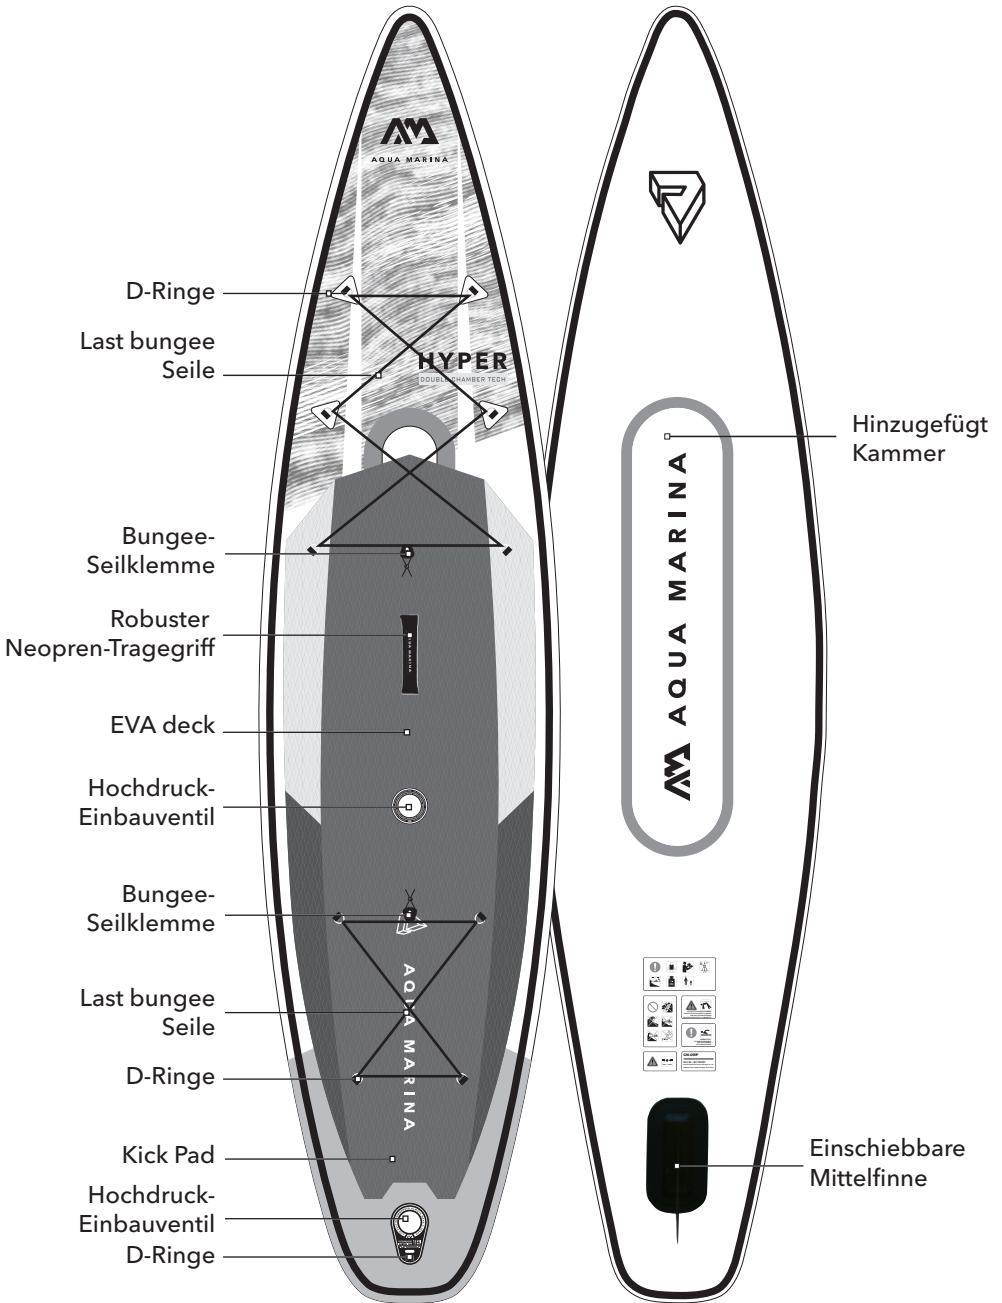 AQUA MARINA
D-Ringe
Last bungee
Seile
HYPER
DOUBLE CHAMBER TECH
Hinzugefügt
Kammer
AQUA MARINA
Bungee-
Seilklemme
Robuster
Neopren-Tragegriff
EVA deck
Hochdruck-
Einbauventil
Bungee-
Seilklemme
AQUA MARINA
Last bungee
Seile
D-Ringe
Kick Pad
Einschiebbare
Mittelfinne
Hochdruck-
Einbauventil
D-Ringe